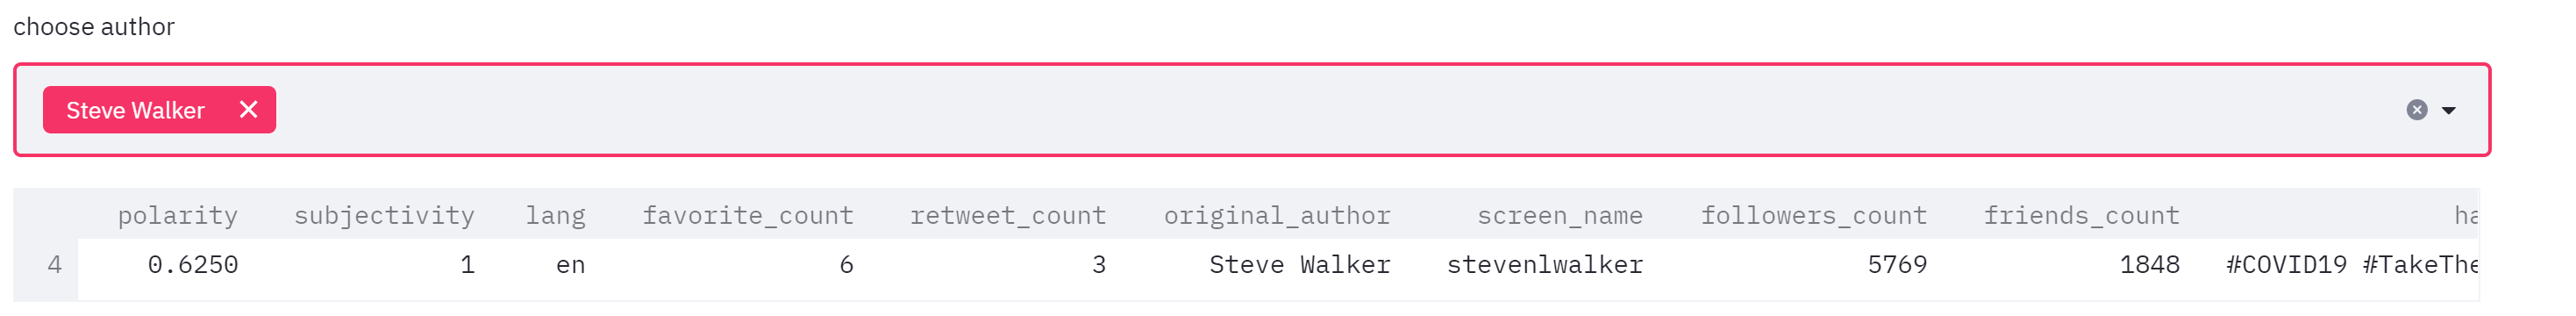 choose author
Steve Walker
polarity subjectivity lang favorite_count retweet_count original_author screen_name followers_count friends_count ha
4 0.6250 1 en 6 3 Steve Walker stevenlwalker 5769 1848 #COVID19 #TakeThe